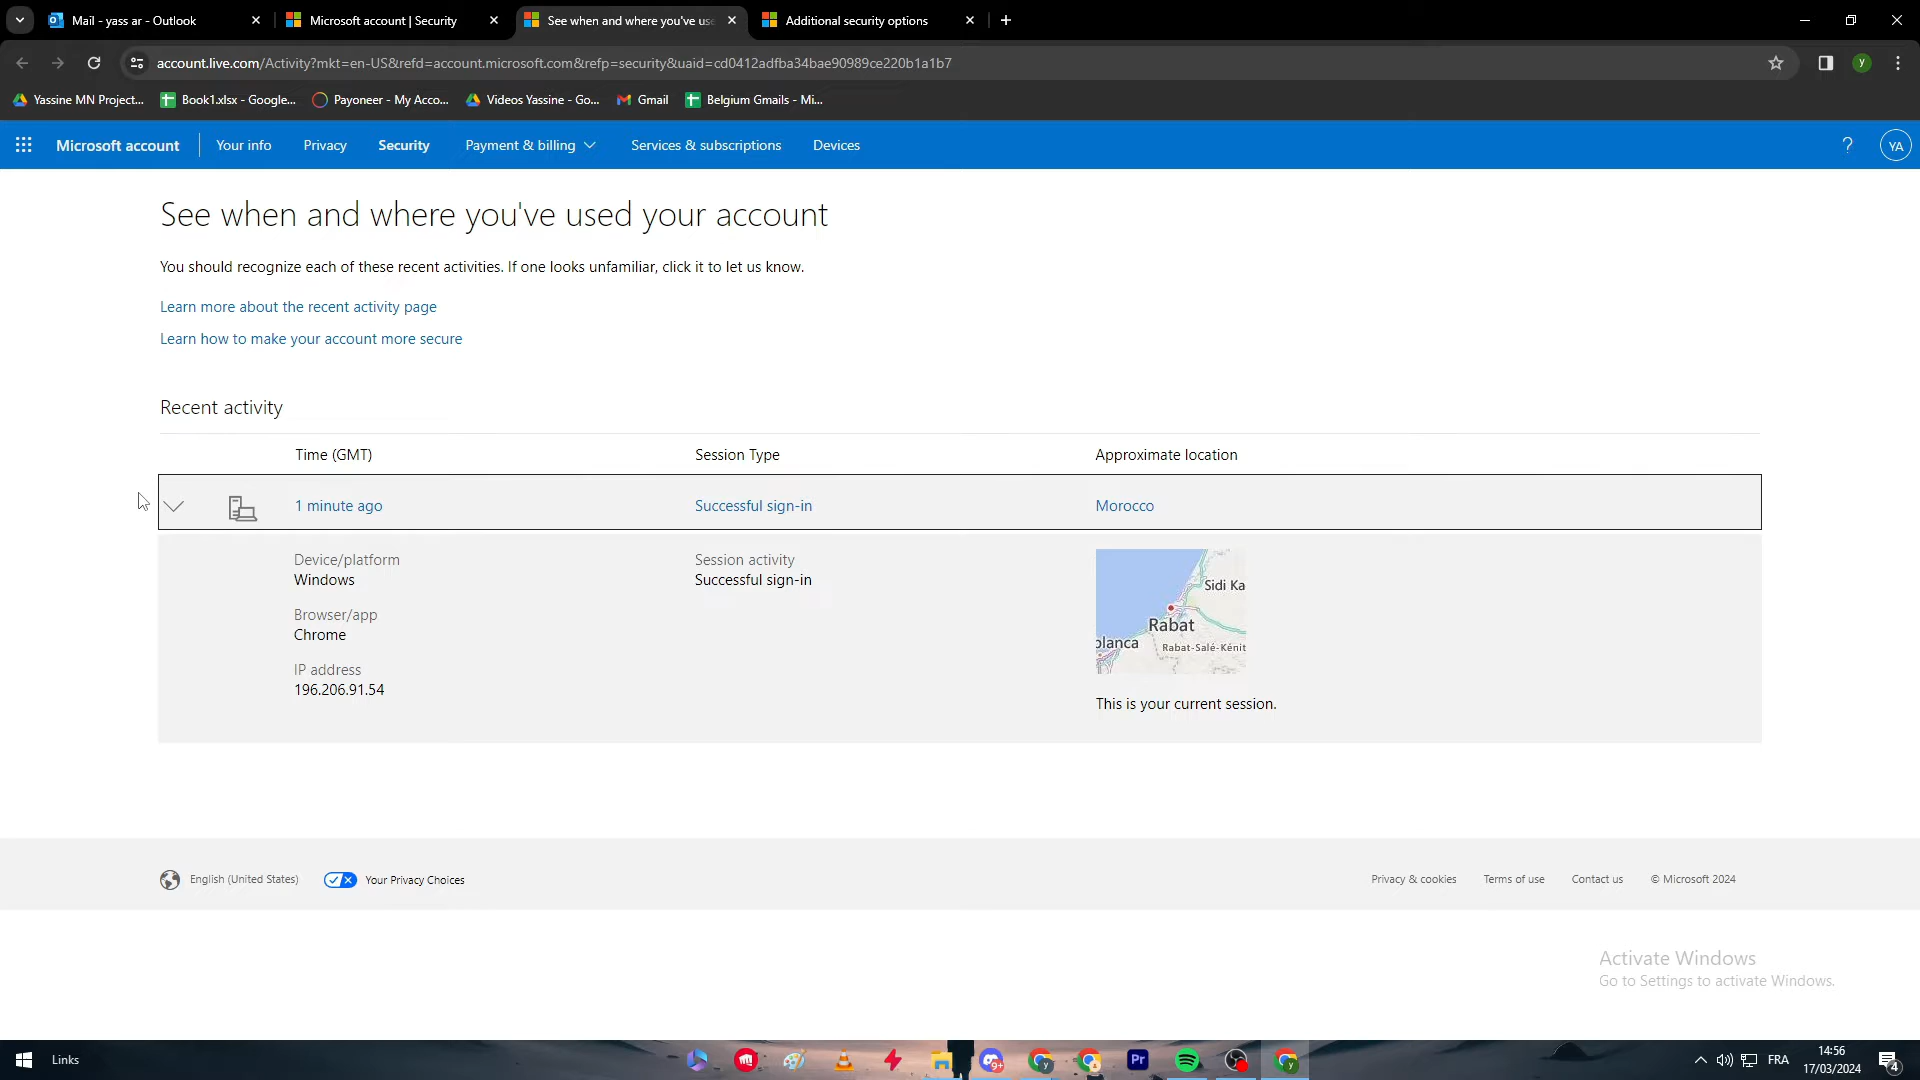 Mail - yass ar - Outlook
Microsoft account | Security
See when and where you've use
Additional security options
account.live.com/Activity?mkt=en-US&refd=account.microsoft.com&refp=security&uaid=cd0412adfba34bae90989ce220b1a1b7
y
Yassine MN Project...
Book1.xlsx - Google...
Payoneer - My Acco...
Videos Yassine - Go...
Gmail
Belgium Gmails - Mi...
Microsoft account
Your info
Privacy
Security
Payment & billing
Services & subscriptions
Devices
?
YA
See when and where you've used your account
You should recognize each of these recent activities. If one looks unfamiliar, click it to let us know.
Learn more about the recent activity page
Learn how to make your account more secure
Recent activity
Time (GMT)
Session Type
Approximate location
1 minute ago
Successful sign-in
Morocco
Device/platform
Windows
Session activity
Successful sign-in
Browser/app
Chrome
IP address
196.206.91.54
Sidi Ka
Rabat
blanca
Rabat-Salé-Kénit
This is your current session.
English (United States)
Your Privacy Choices
Privacy & cookies
Terms of use
Contact us
© Microsoft 2024
Activate Windows
Go to Settings to activate Windows.
Links
9+
y
Pr
y
FRA
14:56
17/03/2024
4